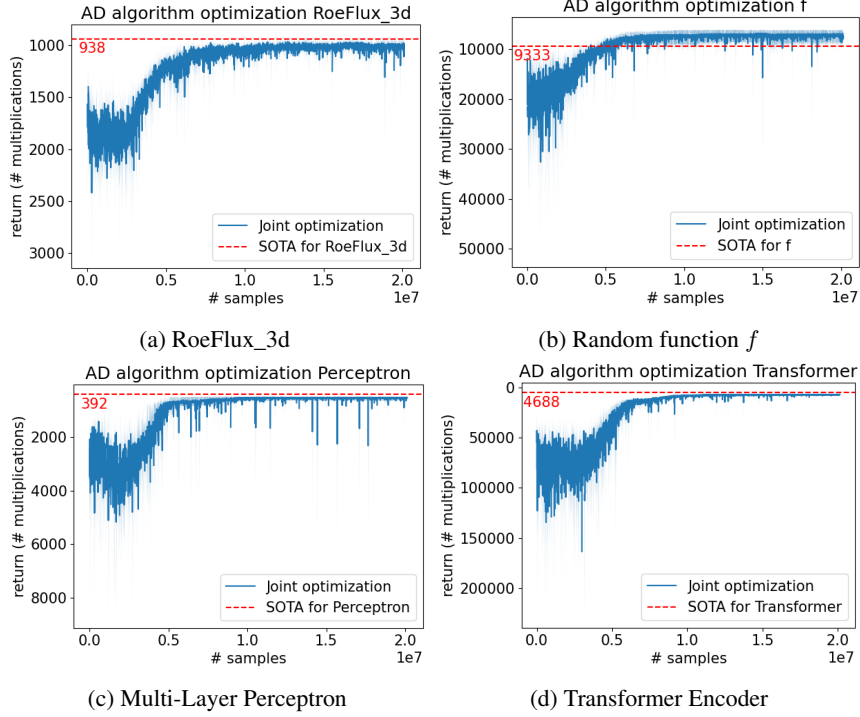 AD algorithm optimization RoeFlux_3d
return (# multiplications)
1000
1500
2000
2500
3000
938
Joint optimization
SOTA for RoeFlux_3d
0.0 0.5 1.0 1.5 2.0
# samples 1e7
(a) RoeFlux_3d
AD algorithm optimization f
return (# multiplications)
10000
20000
30000
40000
50000
9333
Joint optimization
SOTA for f
0.0 0.5 1.0 1.5 2.0
# samples 1e7
(b) Random function f
AD algorithm optimization Perceptron
return (# multiplications)
2000
4000
6000
8000
392
Joint optimization
SOTA for Perceptron
0.0 0.5 1.0 1.5 2.0
# samples 1e7
(c) Multi-Layer Perceptron
AD algorithm optimization Transformer
return (# multiplications)
0
50000
100000
150000
200000
4688
Joint optimization
SOTA for Transformer
0.0 0.5 1.0 1.5 2.0
# samples 1e7
(d) Transformer Encoder